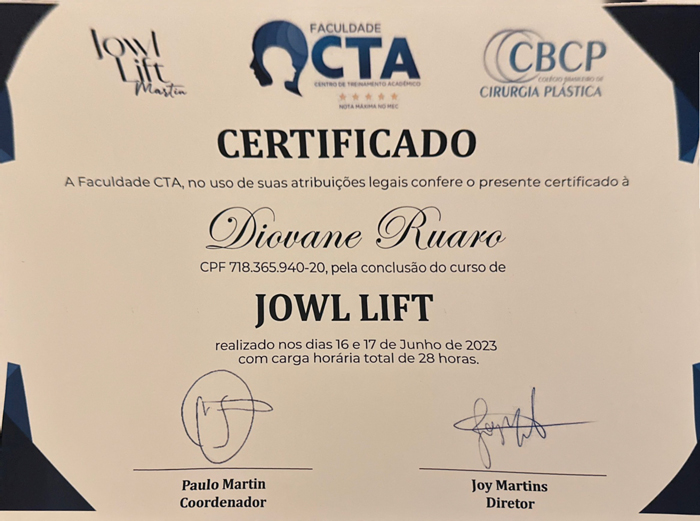 Jowl
Lift
Martin
FACULDADE
CTA
CENTRO DE TREINAMENTO ACADÊMICO
NOTA MÁXIMA NO MEC
CBCP
COLÉGIO BRASILEIRO DE
CIRURGIA PLÁSTICA
CERTIFICADO
A Faculdade CTA, no uso de suas atribuições legais confere o presente certificado à
Diovane Ruaro
CPF 718.365.940-20, pela conclusão do curso de
JOWL LIFT
realizado nos dias 16 e 17 de Junho de 2023
com carga horária total de 28 horas.
Paulo Martin
Coordenador
Joy Martins
Diretor